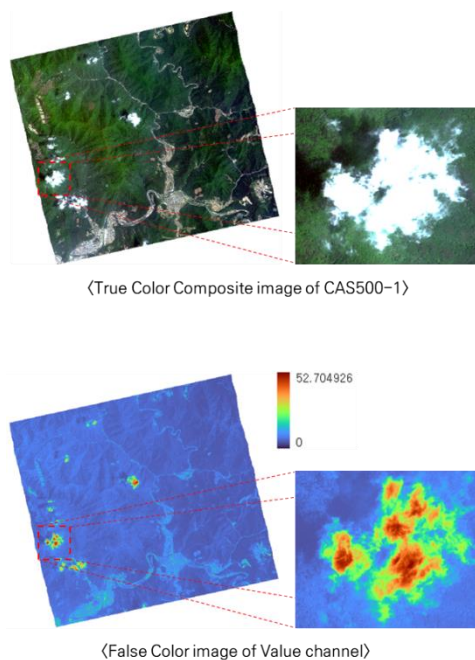 〈True Color Composite image of CAS500-1〉
52.704926
0
〈False Color image of Value channel〉